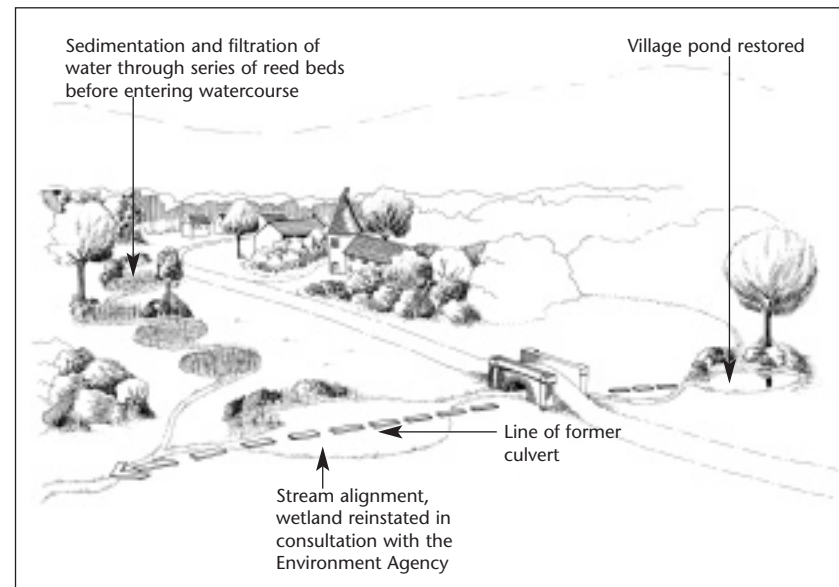 Sedimentation and filtration of
water through series of reed beds
before entering watercourse
Village pond restored
Line of former
culvert
Stream alignment,
wetland reinstated in
consultation with the
Environment Agency